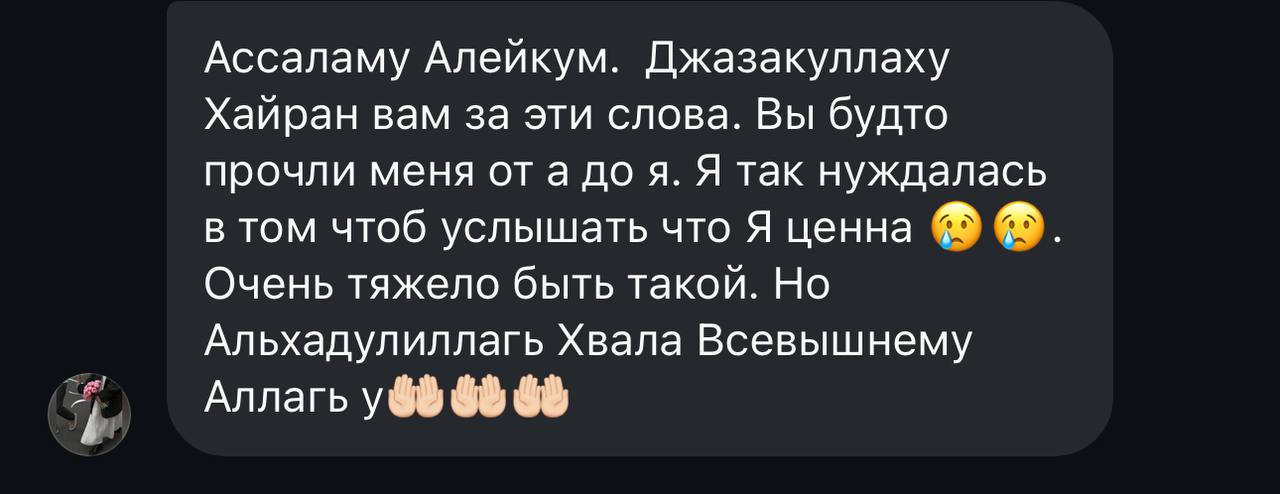 Ассаламу Алейкум.  Джазакуллаху
Хайран вам за эти слова. Вы будто
прочли меня от а до я. Я так нуждалась
в том чтоб услышать что Я ценна 😢😢.
Очень тяжело быть такой. Но
Альхадулиллагь Хвала Всевышнему
Аллагь у🤲🏻🤲🏻🤲🏻